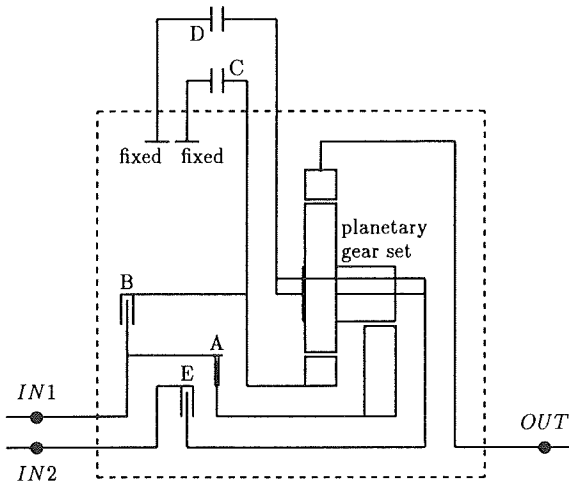 D
C
fixed fixed
planetary
gear set
B
A
E
IN1
OUT
IN2